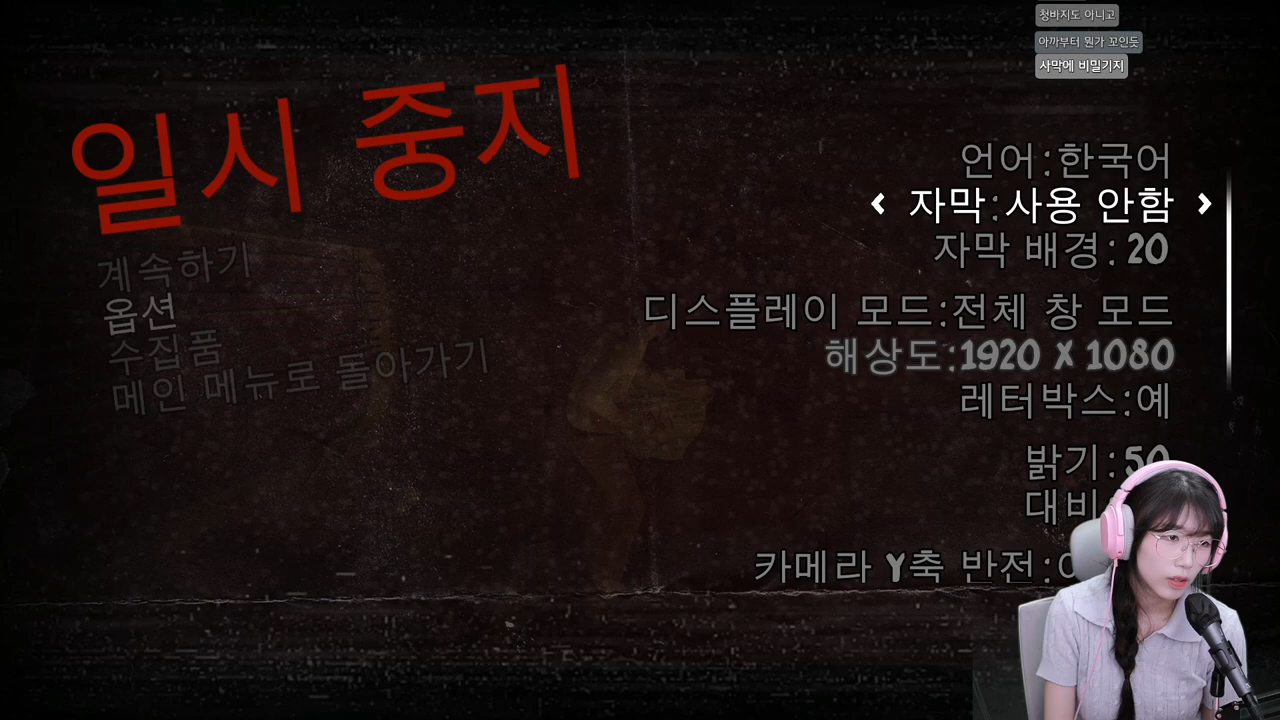 청바지도 아니고
아까부터 뭔가 꼬인듯
사막에 비밀기지
일시 중지
계속하기
옵션
수집품
메인 메뉴로 돌아가기
언어:한국어
자막:사용 안함
자막 배경:20
디스플레이 모드:전체 창 모드
해상도:1920 X 1080
레터박스:예
밝기:50
대비
카메라 Y축 반전: